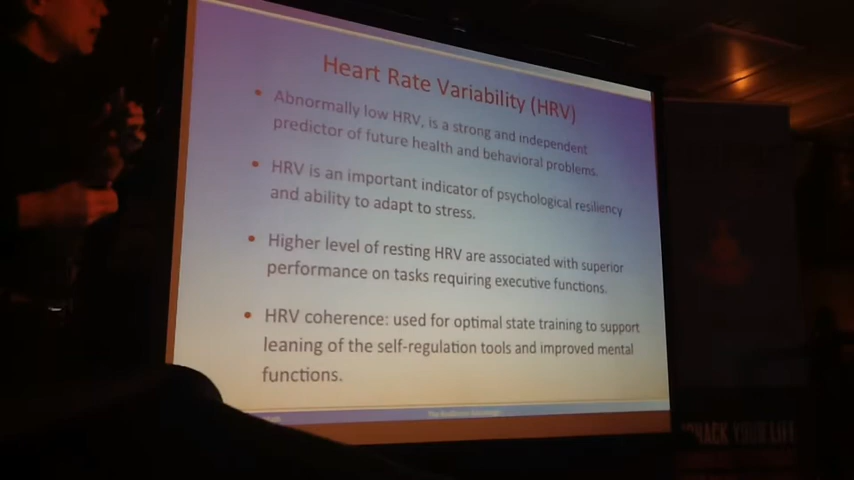 Heart Rate Variability (HRV)
• Abnormally low HRV, is a strong and independent
predictor of future health and behavioral problems.
• HRV is an important indicator of psychological resiliency
and ability to adapt to stress.
• Higher level of resting HRV are associated with superior
performance on tasks requiring executive functions.
• HRV coherence: used for optimal state training to support
leaning of the self-regulation tools and improved mental
functions.
HACK YOUR LIFE